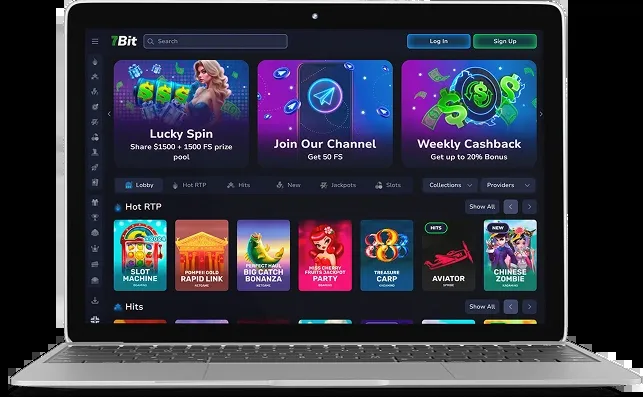 7Bit
Search
Log In
Sign Up
Lucky Spin
Share $1500 + 1500 FS prize
pool
Join Our Channel
Get 50 FS
Weekly Cashback
Get up to 20% Bonus
Lobby
Hot RTP
Hits
New
Jackpots
Slots
Collections
Providers
Hot RTP
Show All
SLOT
MACHINE
POMPEII GOLD
RAPID LINK
PERFECT HAUL
BIG CATCH
BONANZA
MISS CHERRY
FRUITS JACKPOT
PARTY
TREASURE
CARP
HITS
AVIATOR
NEW
CHINESE
ZOMBIE
Hits
Show All